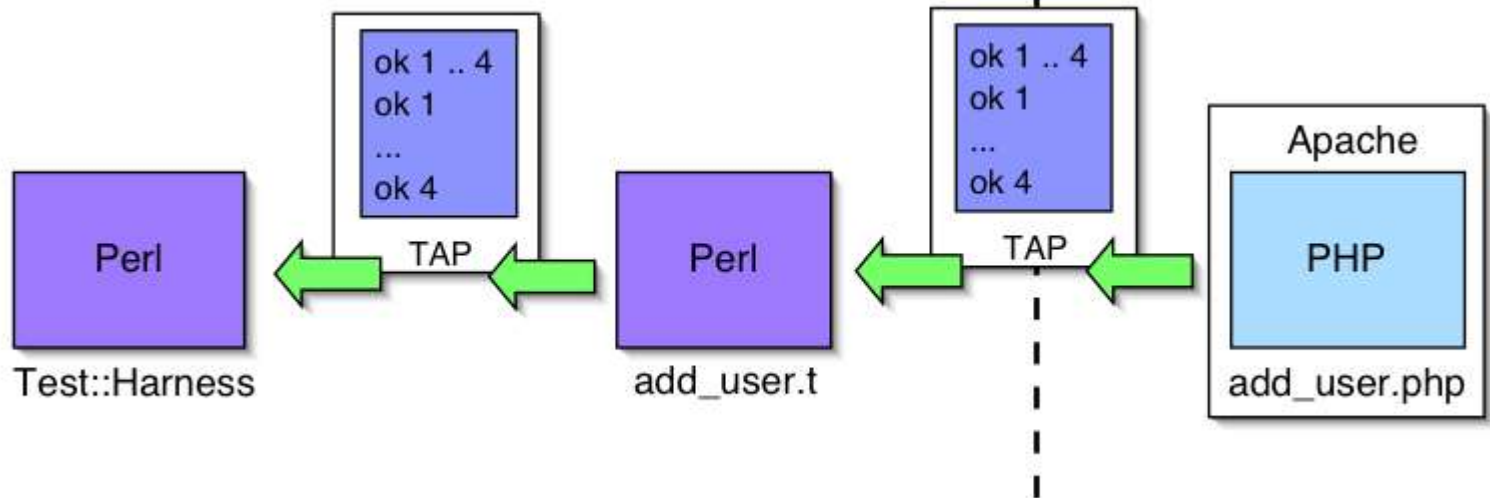 Perl
Test::Harness
ok 1 .. 4
ok 1
...
ok 4
TAP
Perl
add_user.t
ok 1 .. 4
ok 1
...
ok 4
TAP
Apache
PHP
add_user.php